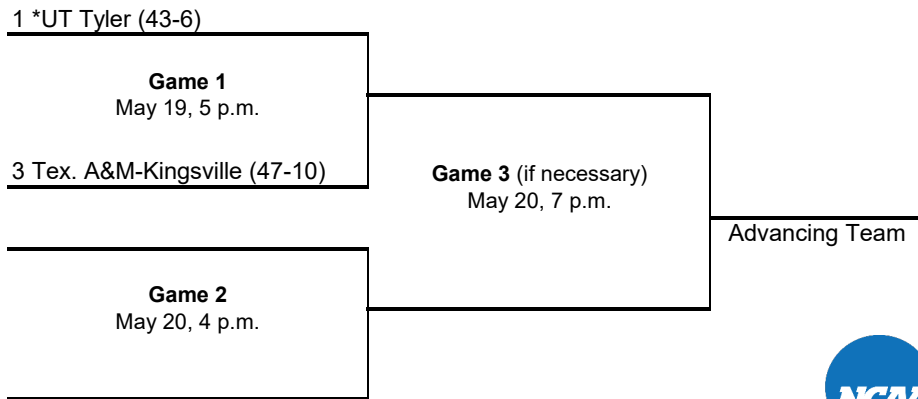 1 *UT Tyler (43-6)
Game 1
May 19, 5 p.m.
3 Tex. A&M-Kingsville (47-10)
Game 3 (if necessary)
May 20, 7 p.m.
Advancing Team
Game 2
May 20, 4 p.m.